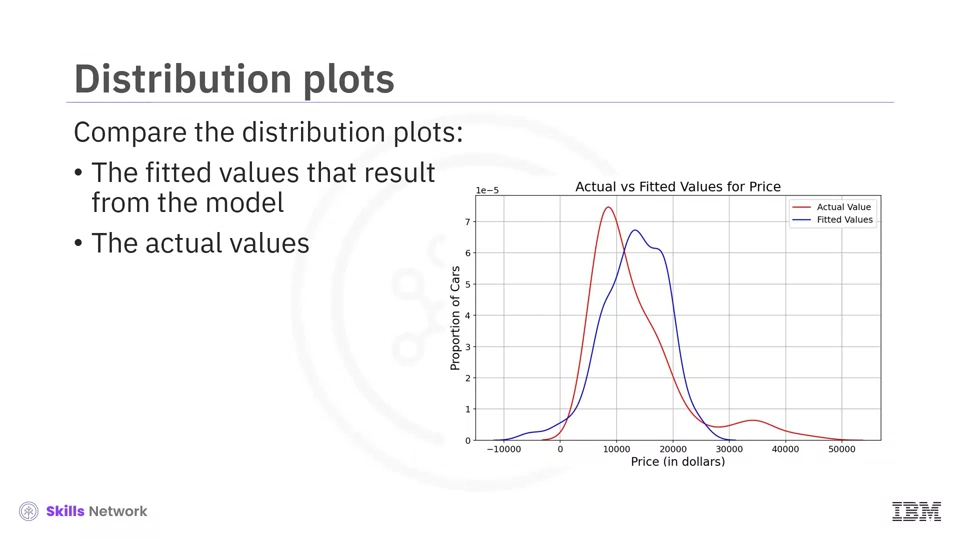 Distribution plots
Compare the distribution plots:
• The fitted values that result
from the model
• The actual values
Actual vs Fitted Values for Price
1e−5
Actual Value
Fitted Values
Proportion of Cars
7
6
5
4
3
2
1
0
−10000 0 10000 20000 30000 40000 50000
Price (in dollars)
Skills Network
IBM